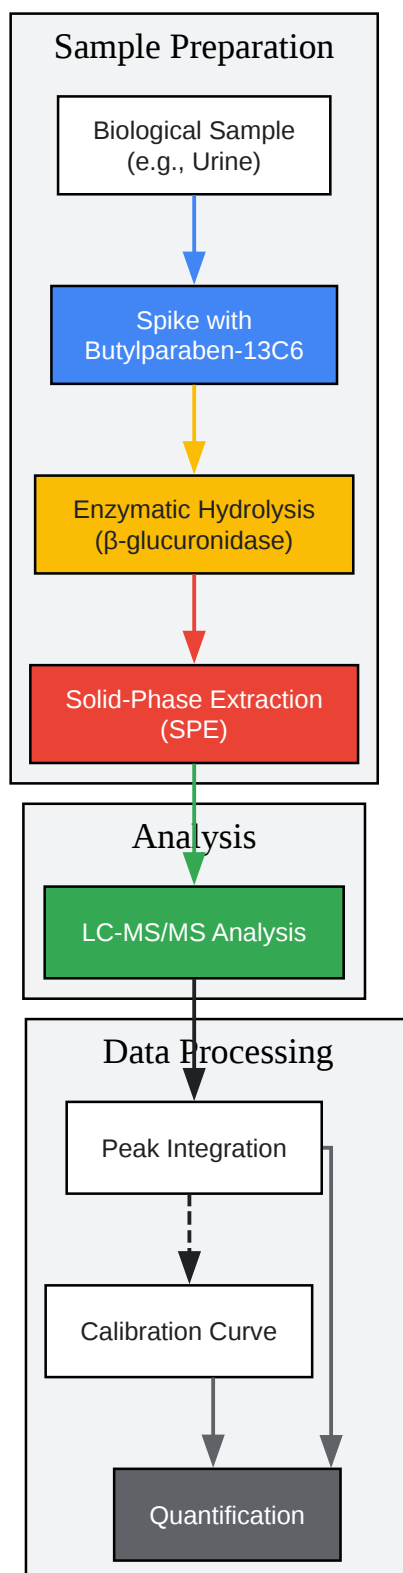 Sample Preparation
Biological Sample
(e.g., Urine)
Spike with
Butylparaben-13C6
Enzymatic Hydrolysis
(β-glucuronidase)
Solid-Phase Extraction
(SPE)
Analysis
LC-MS/MS Analysis
Data Processing
Peak Integration
Calibration Curve
Quantification